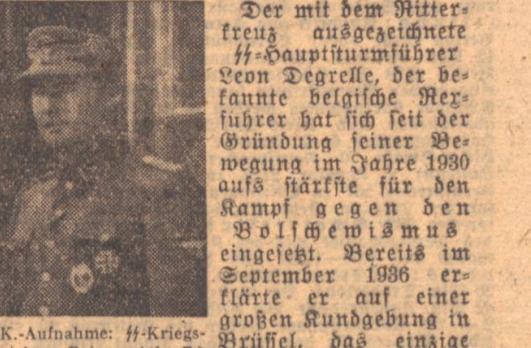 Der mit dem Ritter-
kreuz ausgezeichnete
SS-Hauptsturmführer
Leon Degrelle, der be-
kannte belgische Rex-
führer hat sich seit der
Gründung seiner Be-
wegung im Jahre 1930
aufs stärkste für den
Kampf gegen den
Bolschewismus
eingesetzt. Bereits im
September 1936 er-
klärte er auf einer
großen Kundgebung in
Brüssel, das einzige
K.-Aufnahme: SS-Kriegs-